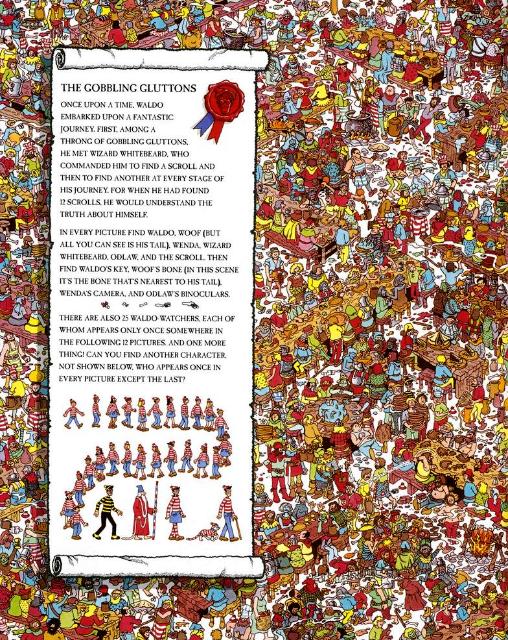 THE GOBBLING GLUTTONS
ONCE UPON A TIME, WALDO
EMBARKED UPON A FANTASTIC
JOURNEY. FIRST, AMONG A
THRONG OF GOBBLING GLUTTONS,
HE MET WIZARD WHITEBEARD, WHO
COMMANDED HIM TO FIND A SCROLL AND
THEN TO FIND ANOTHER AT EVERY STAGE OF
HIS JOURNEY. FOR WHEN HE HAD FOUND
12 SCROLLS, HE WOULD UNDERSTAND THE
TRUTH ABOUT HIMSELF.
IN EVERY PICTURE FIND WALDO, WOOF (BUT
ALL YOU CAN SEE IS HIS TAIL), WENDA, WIZARD
WHITEBEARD, ODLAW, AND THE SCROLL. THEN
FIND WALDO'S KEY, WOOF'S BONE (IN THIS SCENE
IT'S THE BONE THAT'S NEAREST TO HIS TAIL),
WENDA'S CAMERA, AND ODLAW'S BINOCULARS.
THERE ARE ALSO 25 WALDO-WATCHERS, EACH OF
WHOM APPEARS ONLY ONCE SOMEWHERE IN
THE FOLLOWING 12 PICTURES. AND ONE MORE
THING! CAN YOU FIND ANOTHER CHARACTER,
NOT SHOWN BELOW, WHO APPEARS ONCE IN
EVERY PICTURE EXCEPT THE LAST?